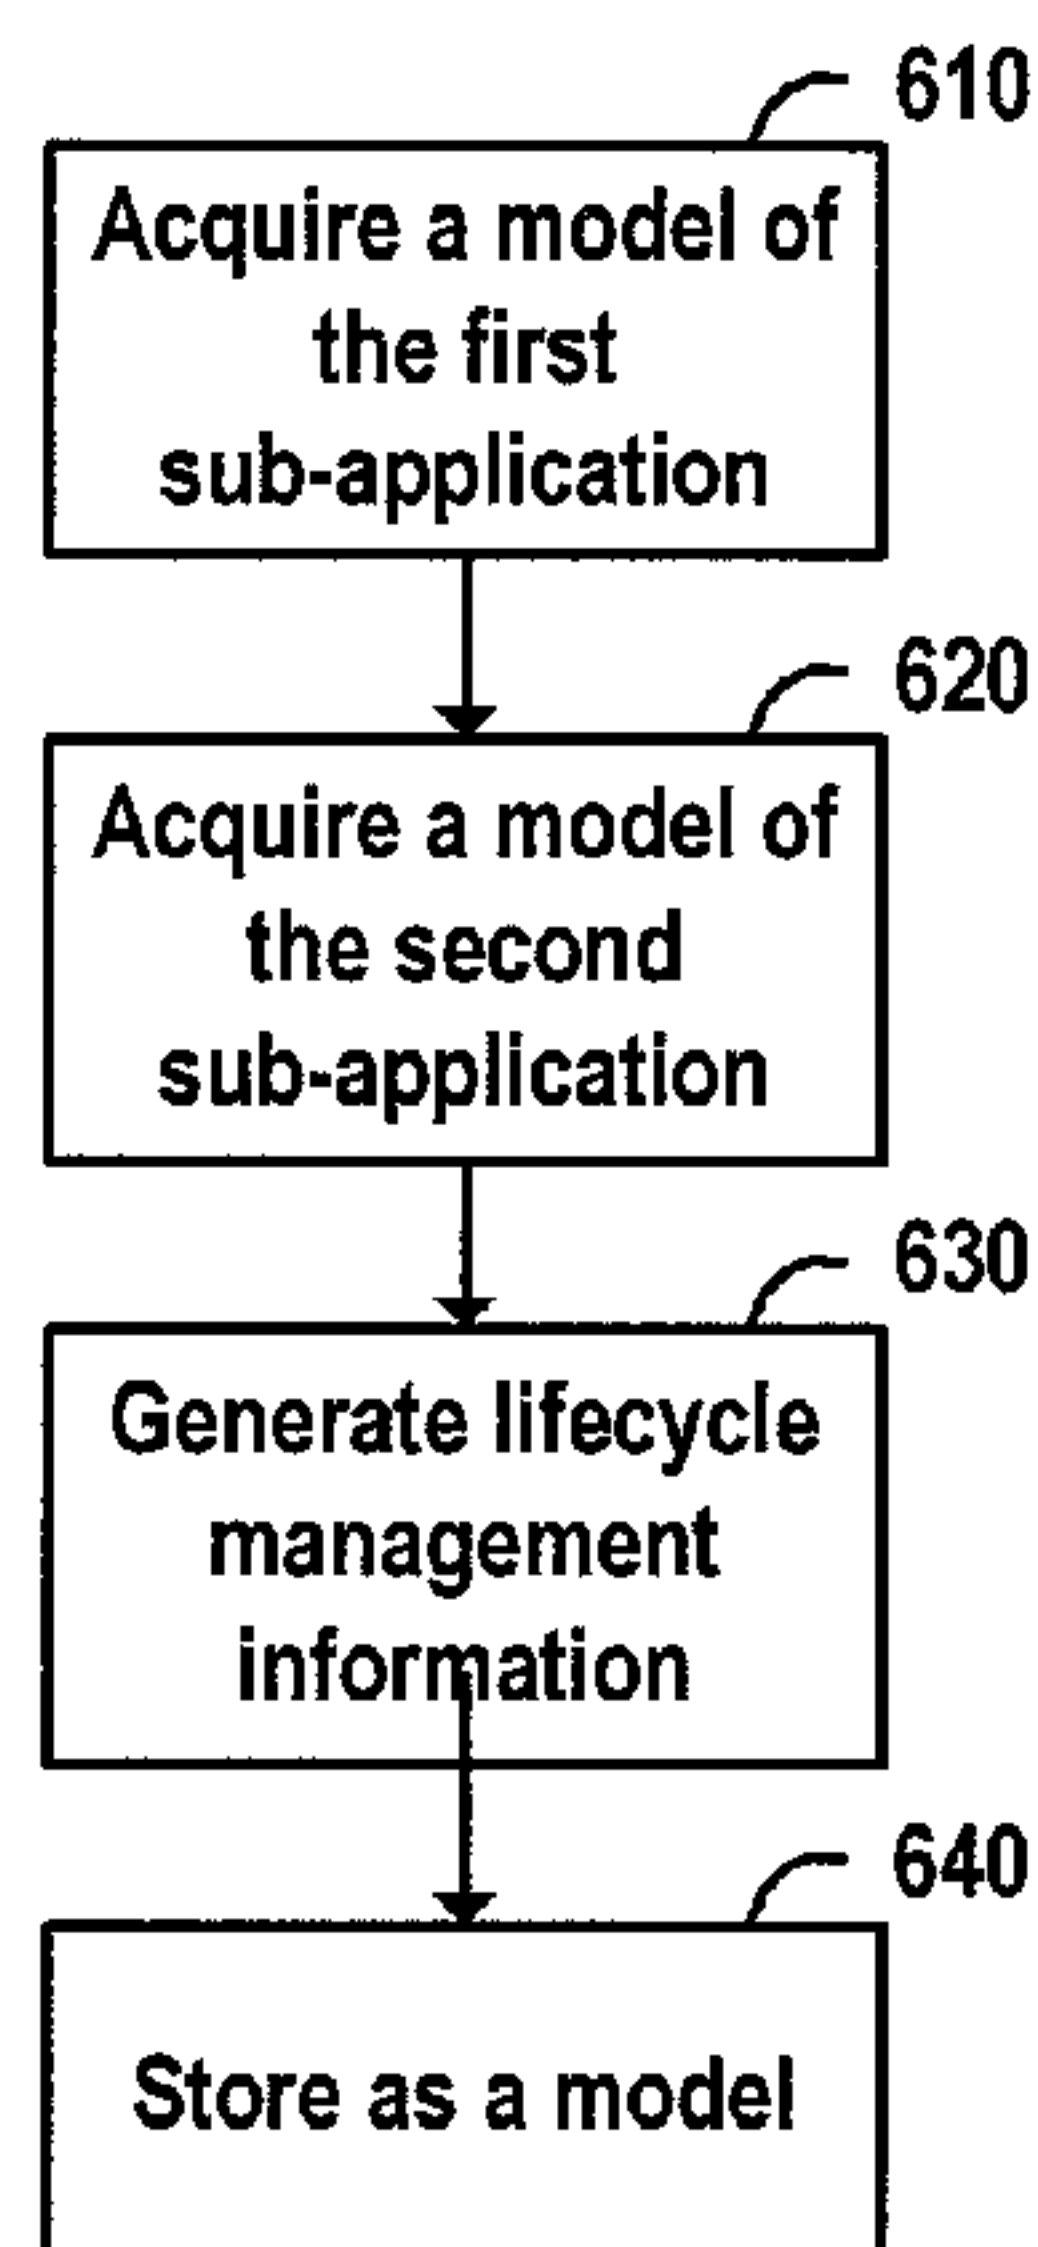 610
Acquire a model of
the first
sub-application
620
Acquire a model of
the second
sub-application
630
Generate lifecycle
management
information
640
Store as a model